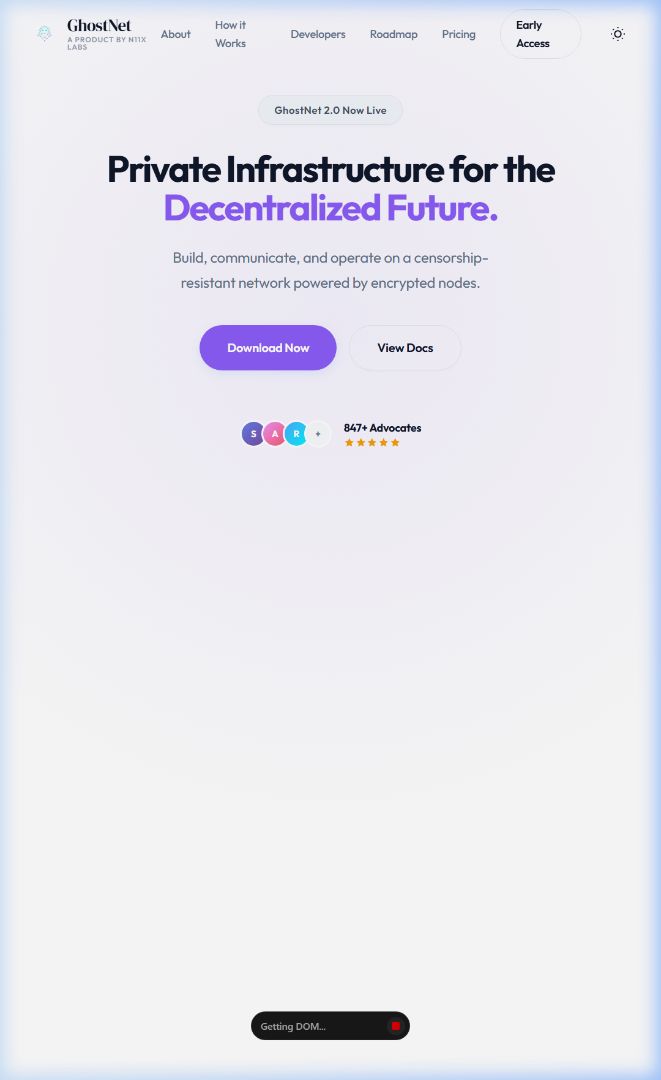 GhostNet
A PRODUCT BY N11X
LABS
About
How it
Works
Developers
Roadmap
Pricing
Early
Access
GhostNet 2.0 Now Live
Private Infrastructure for the
Decentralized Future.
Build, communicate, and operate on a censorship-
resistant network powered by encrypted nodes.
Download Now
View Docs
S A R +
847+ Advocates
Getting DOM...